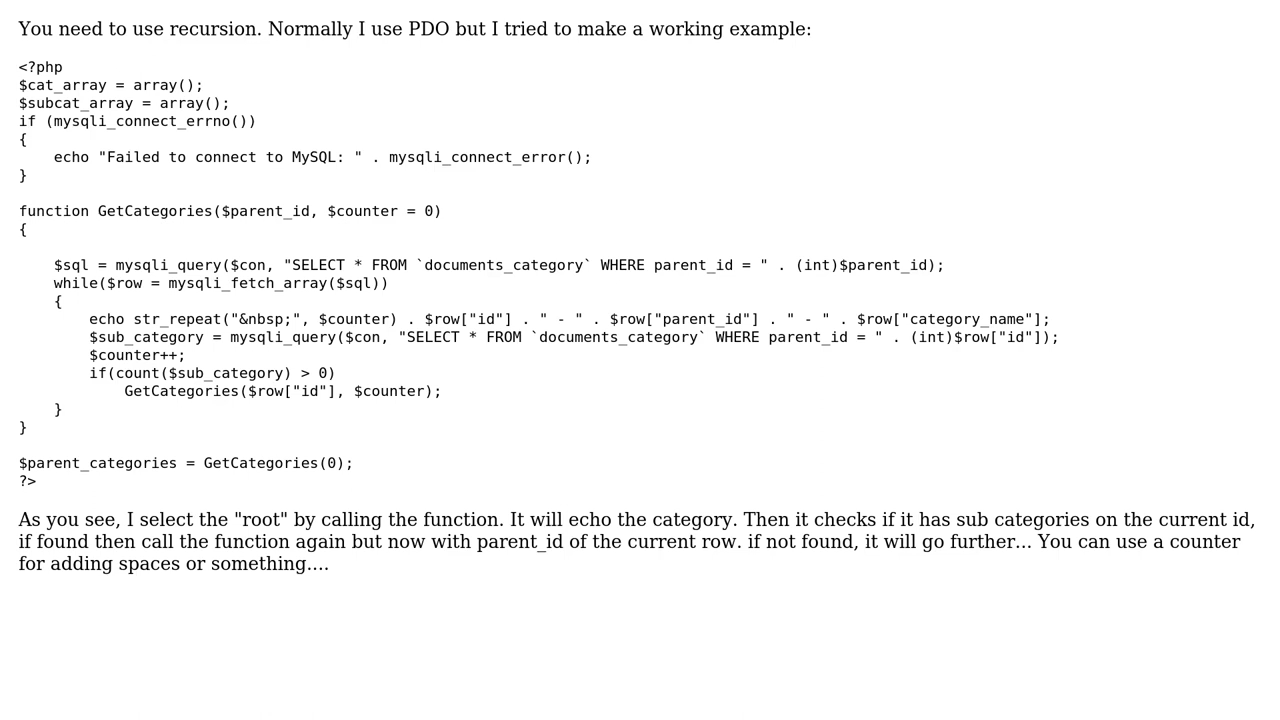 You need to use recursion. Normally I use PDO but I tried to make a working example:
<?php
$cat_array = array();
$subcat_array = array();
if (mysqli_connect_errno())
{
    echo "Failed to connect to MySQL: " . mysqli_connect_error();
}

function GetCategories($parent_id, $counter = 0)
{

    $sql = mysqli_query($con, "SELECT * FROM `documents_category` WHERE parent_id = " . (int)$parent_id);
    while($row = mysqli_fetch_array($sql))
    {
        echo str_repeat("&nbsp;", $counter) . $row["id"] . " - " . $row["parent_id"] . " - " . $row["category_name"];
        $sub_category = mysqli_query($con, "SELECT * FROM `documents_category` WHERE parent_id = " . (int)$row["id"]);
        $counter++;
        if(count($sub_category) > 0)
            GetCategories($row["id"], $counter);
    }
}

$parent_categories = GetCategories(0);
?>
As you see, I select the "root" by calling the function. It will echo the category. Then it checks if it has sub categories on the current id,
if found then call the function again but now with parent_id of the current row. if not found, it will go further... You can use a counter
for adding spaces or something....